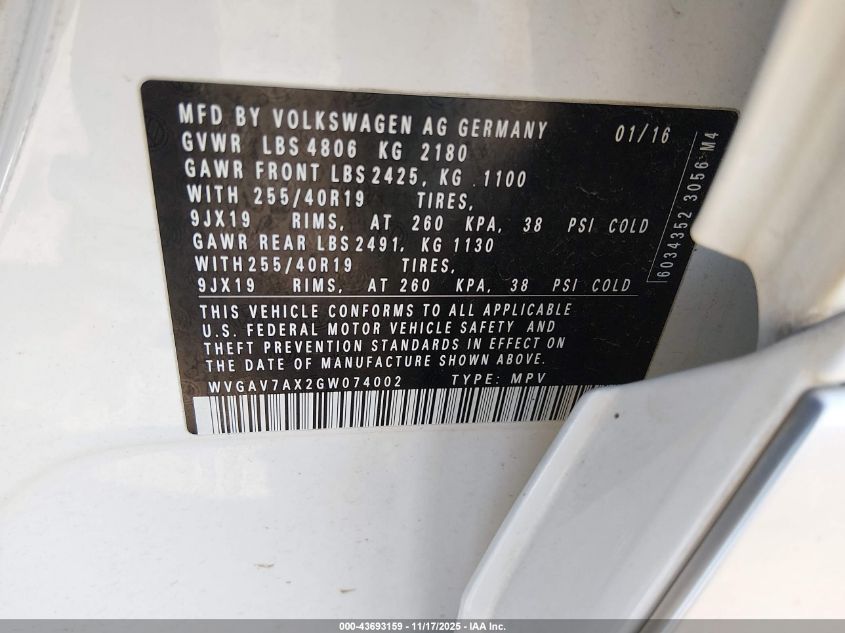 MFD BY VOLKSWAGEN AG GERMANY 01/16
GVWR LBS 4806 KG 2180
GAWR FRONT LBS 2425, KG 1100
WITH 255/40R19 TIRES,
9JX19 RIMS, AT 260 KPA, 38 PSI COLD
GAWR REAR LBS 2491, KG 1130
WITH 255/40R19 TIRES,
9JX19 RIMS, AT 260 KPA, 38 PSI COLD
THIS VEHICLE CONFORMS TO ALL APPLICABLE
U.S. FEDERAL MOTOR VEHICLE SAFETY AND
THEFT PREVENTION STANDARDS IN EFFECT ON
THE DATE OF MANUFACTURE SHOWN ABOVE.
WVGAV7AX2GW074002 TYPE: MPV
6034352 3056 M4
000-43693159 - 11/17/2025 - IAA Inc.